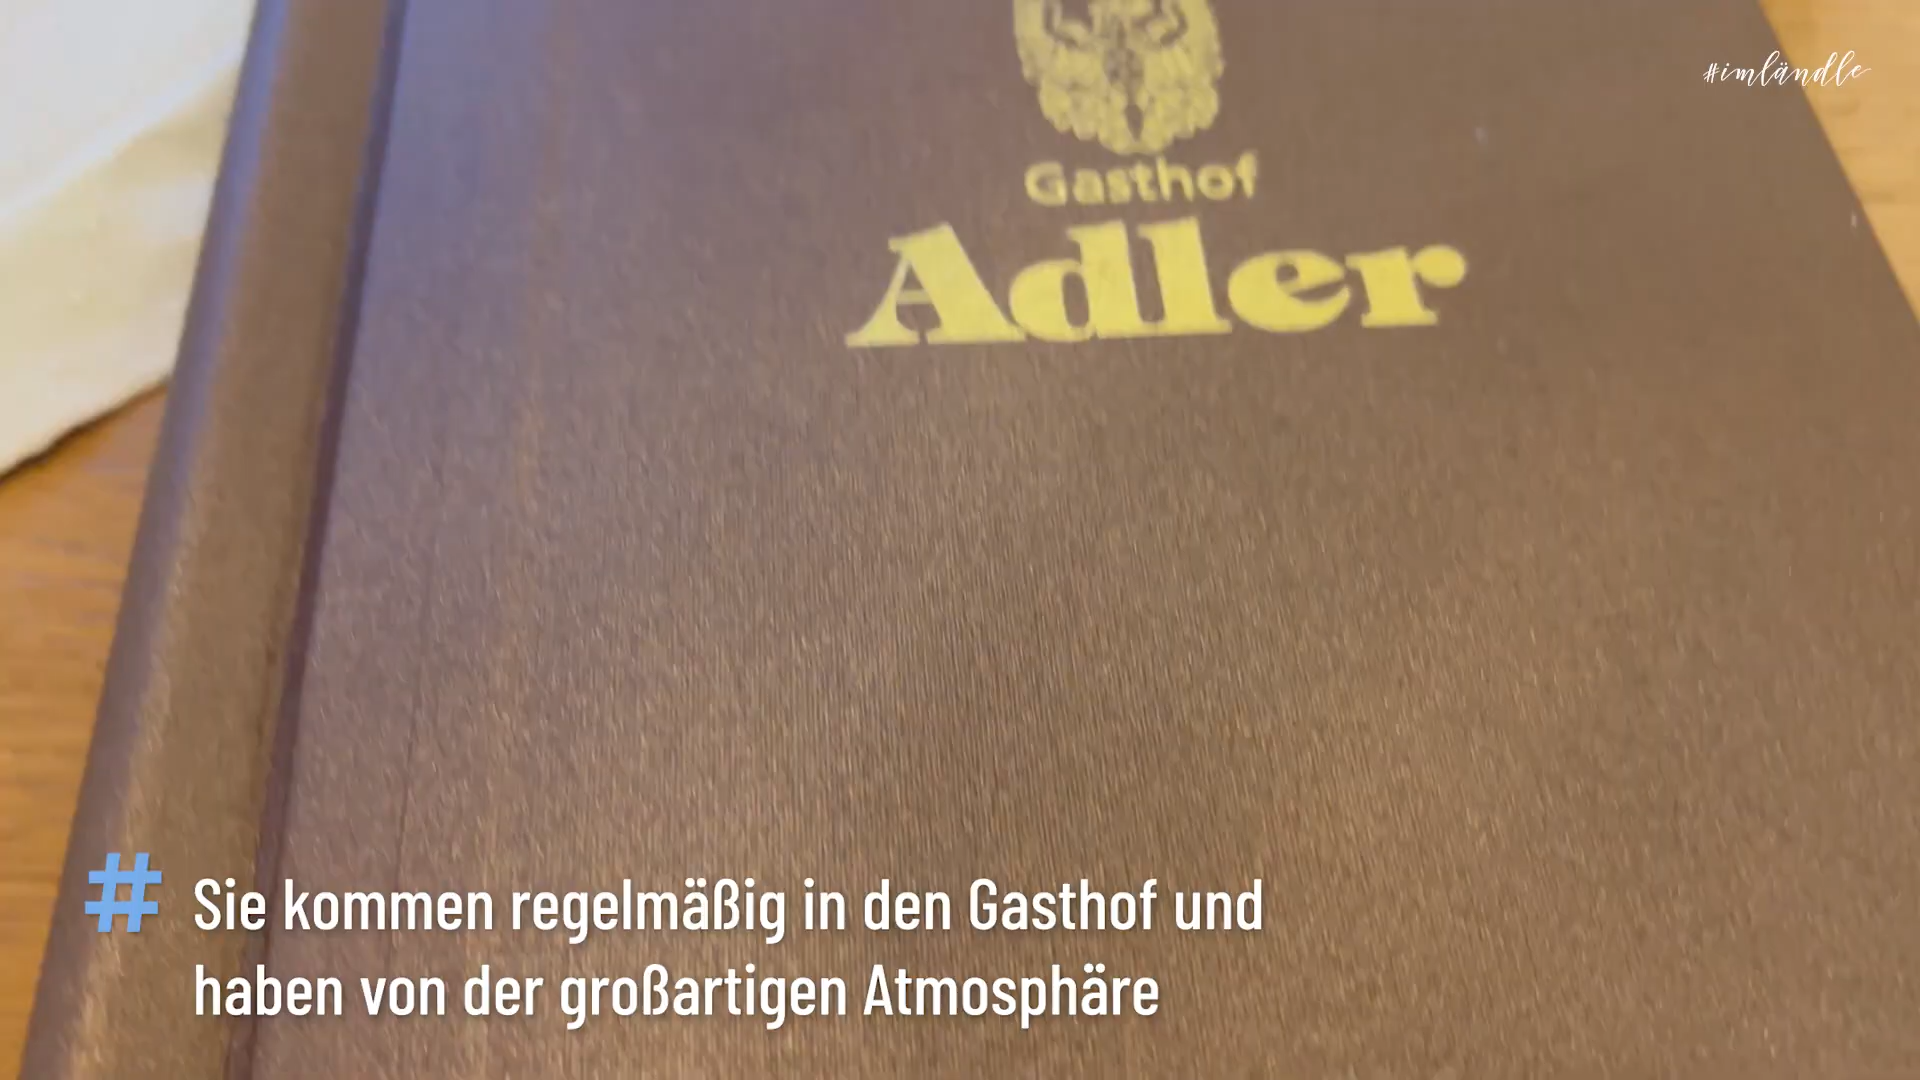 #imländle
Gasthof
Adler
# Sie kommen regelmäßig in den Gasthof und
haben von der großartigen Atmosphäre